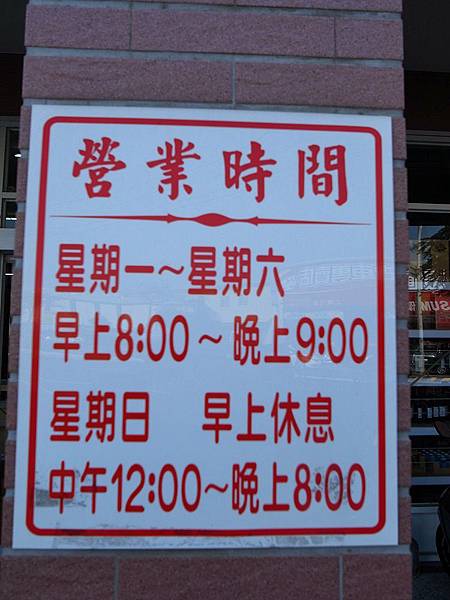 營業時間
星期一～星期六
早上8:00～晚上9:00
星期日 早上休息
中午12:00～晚上8:00